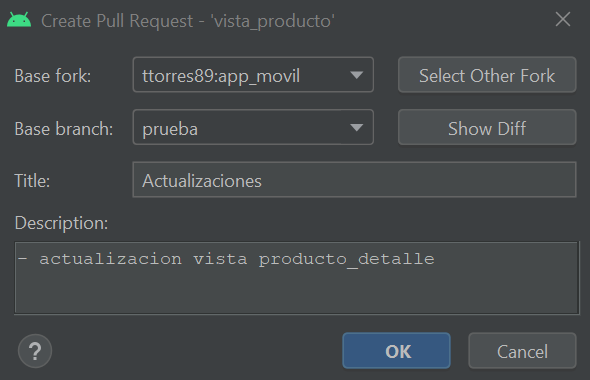 Create Pull Request - 'vista_producto'
Base fork: ttorres89:app_movil Select Other Fork
Base branch: prueba Show Diff
Title: Actualizaciones
Description:
- actualizacion vista producto_detalle
? OK Cancel